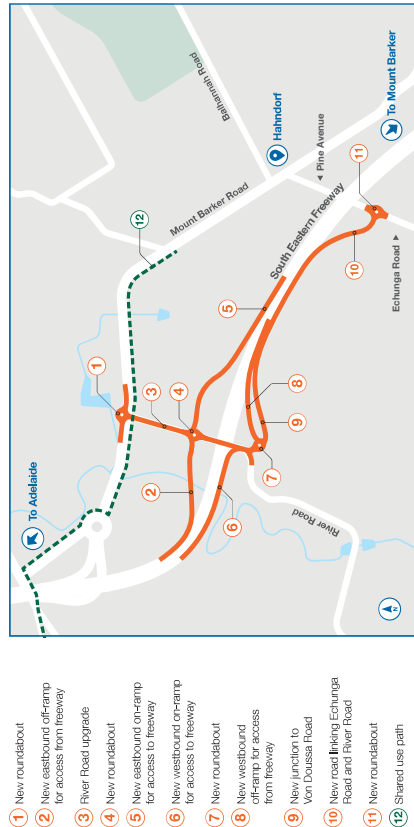 1 New roundabout
2 New eastbound off-ramp
for access from freeway
3 River Road upgrade
4 New roundabout
5 New eastbound on-ramp
for access to freeway
6 New westbound on-ramp
for access to freeway
7 New roundabout
8 New westbound
off-ramp for access
from freeway
9 New junction to
Von Doussa Road
10 New road linking Echunga
Road and River Road
11 New roundabout
12 Shared use path
To Adelaide
Balhannah Road
Hahndorf
Mount Barker Road
Pine Avenue
To Mount Barker
South Eastern Freeway
Echunga Road
River Road
N
1
2
3
4
5
6
7
8
9
10
11
12